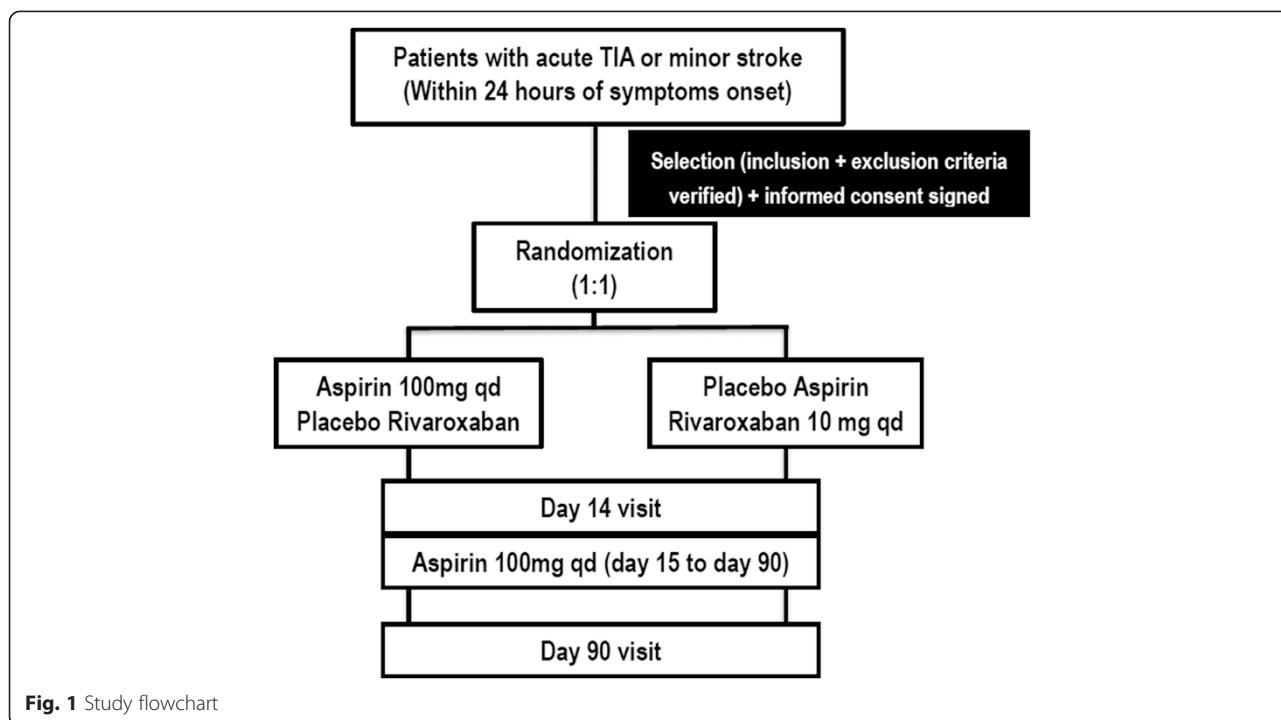 Patients with acute TIA or minor stroke
(Within 24 hours of symptoms onset)
Selection (inclusion + exclusion criteria
verified) + informed consent signed
Randomization
(1:1)
Aspirin 100mg qd
Placebo Rivaroxaban
Placebo Aspirin
Rivaroxaban 10 mg qd
Day 14 visit
Aspirin 100mg qd (day 15 to day 90)
Day 90 visit
Fig. 1 Study flowchart